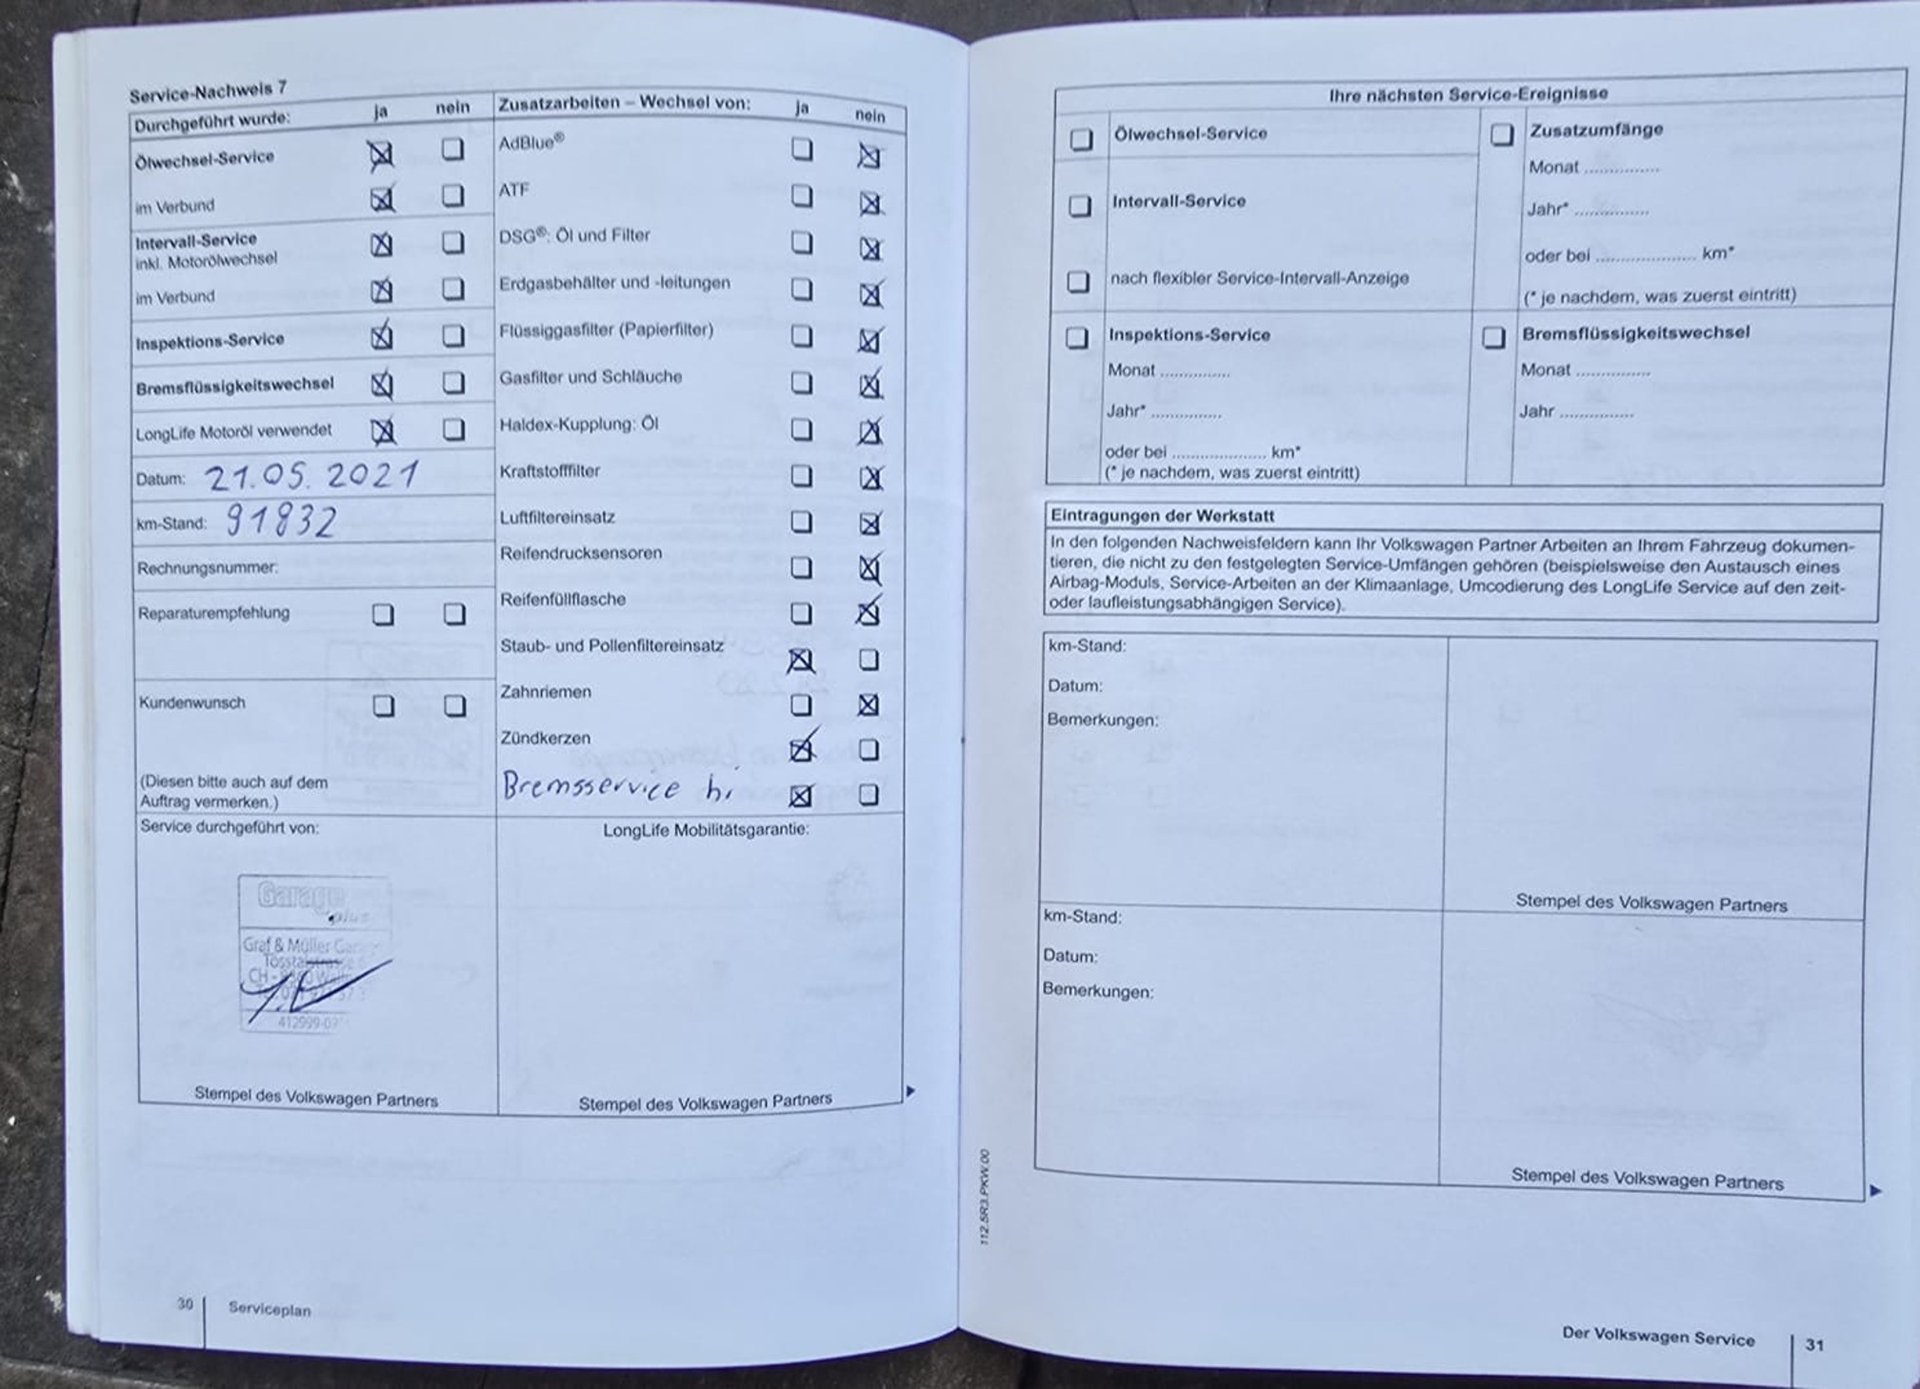 Service-Nachweis 7
Durchgeführt wurde: ja nein
Ölwechsel-Service
im Verbund
Intervall-Service
inkl. Motorölwechsel
im Verbund
Inspektions-Service
Bremsflüssigkeitswechsel
LongLife Motoröl verwendet
Datum: 21.05.2021
km-Stand: 91832
Rechnungsnummer:
Reparaturempfehlung
Kundenwunsch
(Diesen bitte auch auf dem
Auftrag vermerken.)
Zusatzarbeiten – Wechsel von: ja nein
AdBlue®
ATF
DSG®: Öl und Filter
Erdgasbehälter und -leitungen
Flüssiggasfilter (Papierfilter)
Gasfilter und Schläuche
Haldex-Kupplung: Öl
Kraftstofffilter
Luftfiltereinsatz
Reifendrucksensoren
Reifenfüllflasche
Staub- und Pollenfiltereinsatz
Zahnriemen
Zündkerzen
Bremsservice hi
Service durchgeführt von:
Garage
plus
Graf & Müller
CH -
Stempel des Volkswagen Partners
LongLife Mobilitätsgarantie:
Stempel des Volkswagen Partners
30 Serviceplan
Ihre nächsten Service-Ereignisse
Ölwechsel-Service
Intervall-Service
nach flexibler Service-Intervall-Anzeige
Zusatzumfänge
Monat ...............
Jahr* ...............
oder bei .................... km*
(* je nachdem, was zuerst eintritt)
Inspektions-Service
Monat ..............
Jahr* ..............
oder bei ................... km*
(* je nachdem, was zuerst eintritt)
Bremsflüssigkeitswechsel
Monat ...............
Jahr ...............
Eintragungen der Werkstatt
In den folgenden Nachweisfeldern kann Ihr Volkswagen Partner Arbeiten an Ihrem Fahrzeug dokumen-
tieren, die nicht zu den festgelegten Service-Umfängen gehören (beispielsweise den Austausch eines
Airbag-Moduls, Service-Arbeiten an der Klimaanlage, Umcodierung des LongLife Service auf den zeit-
oder laufleistungsabhängigen Service).
km-Stand:
Datum:
Bemerkungen:
Stempel des Volkswagen Partners
km-Stand:
Datum:
Bemerkungen:
Stempel des Volkswagen Partners
112.5R3.PKW.00
Der Volkswagen Service 31